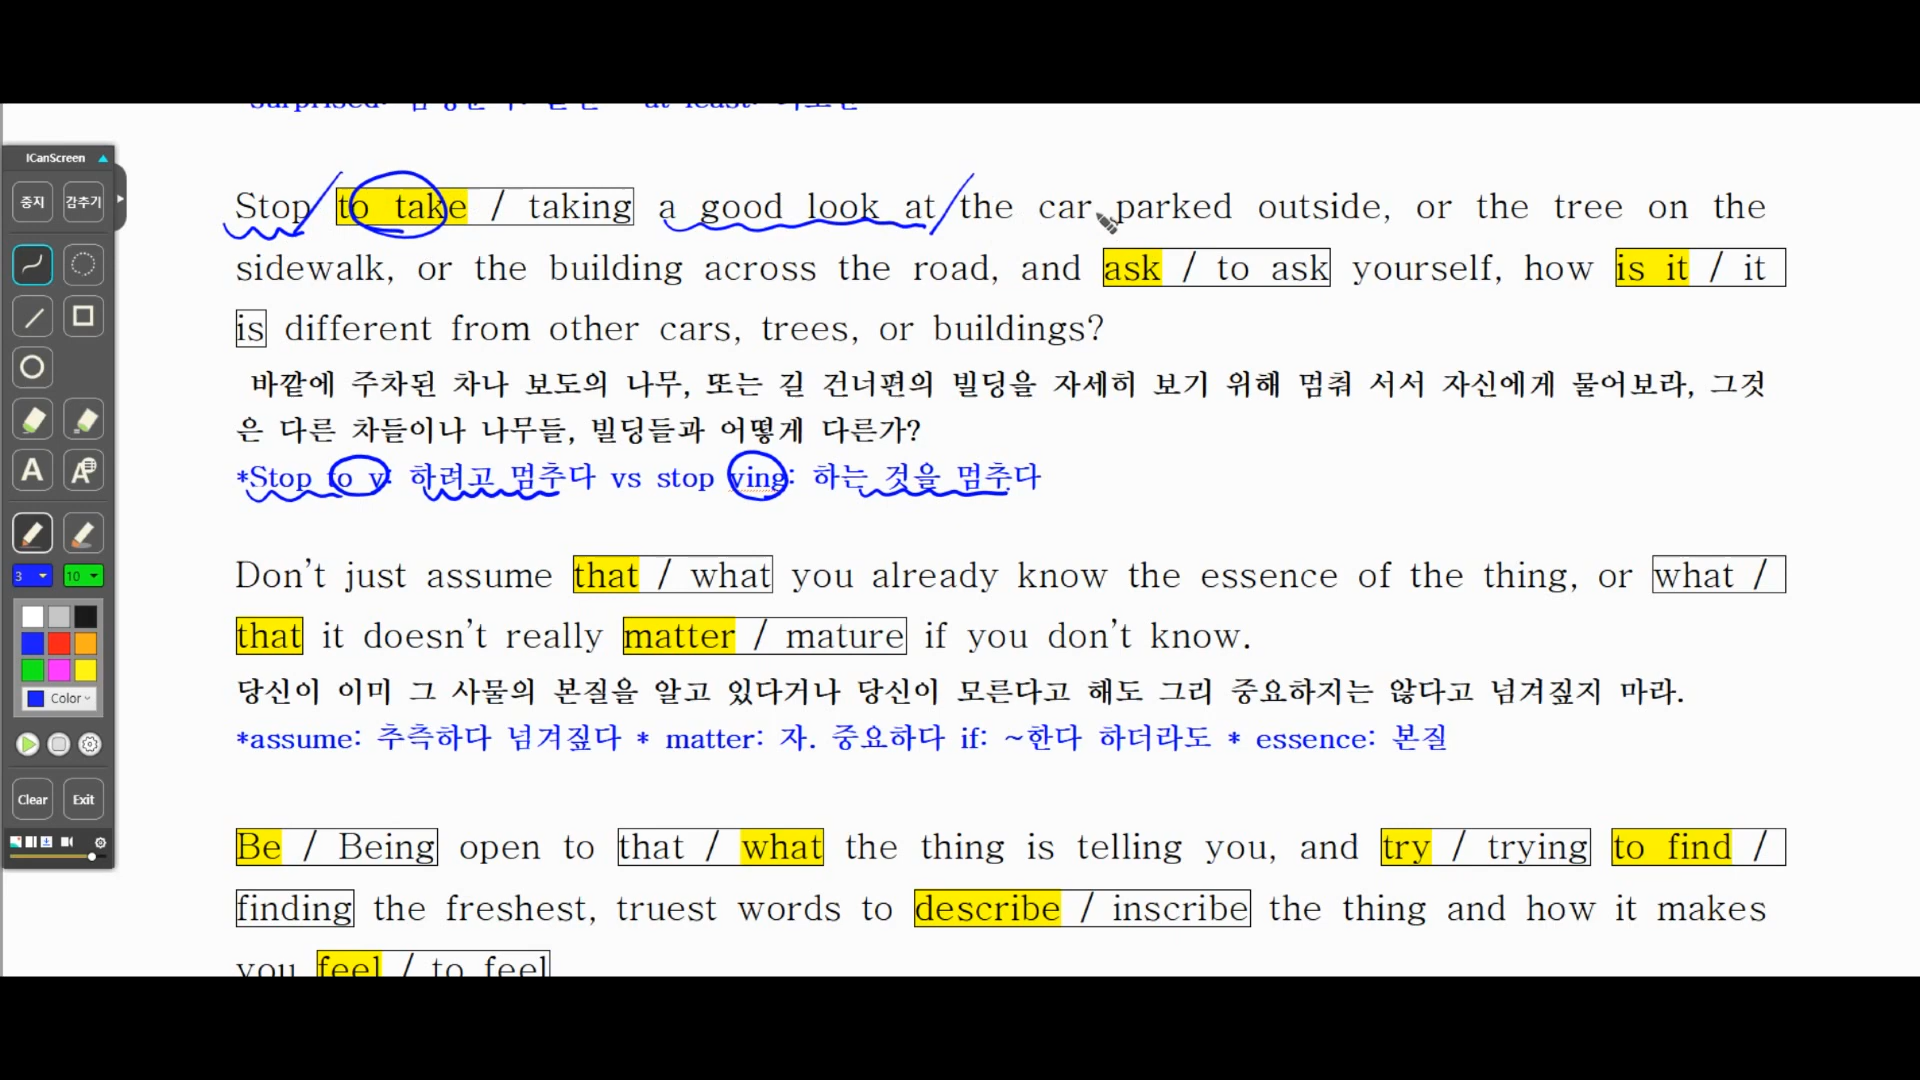 ICanScreen
중지 감추기
Stop to take / taking a good look at the car parked outside, or the tree on the
sidewalk, or the building across the road, and ask / to ask yourself, how is it / it
is different from other cars, trees, or buildings?
바깥에 주차된 차나 보도의 나무, 또는 길 건너편의 빌딩을 자세히 보기 위해 멈춰 서서 자신에게 물어보라, 그것
은 다른 차들이나 나무들, 빌딩들과 어떻게 다른가?
*Stop to v: 하려고 멈추다 vs stop ving: 하는 것을 멈추다
Don't just assume that / what you already know the essence of the thing, or what /
that it doesn't really matter / mature if you don't know.
당신이 이미 그 사물의 본질을 알고 있다거나 당신이 모른다고 해도 그리 중요하지는 않다고 넘겨짚지 마라.
*assume: 추측하다 넘겨짚다 * matter: 자. 중요하다 if: ~한다 하더라도 * essence: 본질
Be / Being open to that / what the thing is telling you, and try / trying to find /
finding the freshest, truest words to describe / inscribe the thing and how it makes
you feel / to feel
A A
3 10
Color
Clear Exit